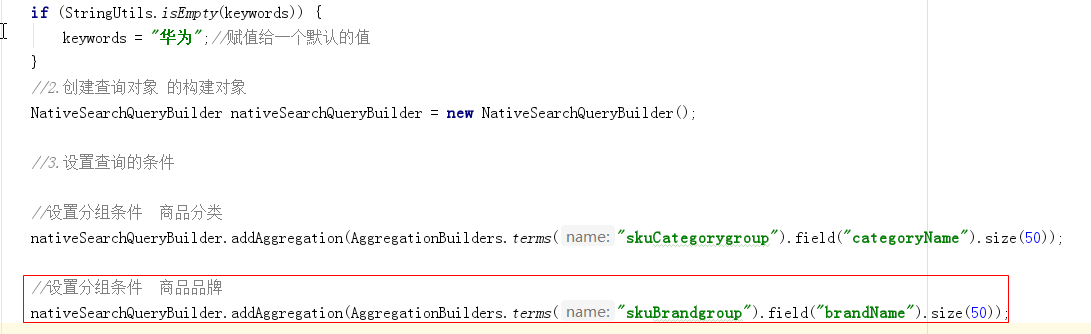 if (StringUtils.isEmpty(keywords)) {
keywords = "华为";//赋值给一个默认的值
}
//2.创建查询对象 的构建对象
NativeSearchQueryBuilder nativeSearchQueryBuilder = new NativeSearchQueryBuilder();
//3.设置查询的条件
//设置分组条件 商品分类
nativeSearchQueryBuilder.addAggregation(AggregationBuilders.terms( name: "skuCategorygroup").field("categoryName").size(50));
//设置分组条件 商品品牌
nativeSearchQueryBuilder.addAggregation(AggregationBuilders.terms( name: "skuBrandgroup").field("brandName").size(50));